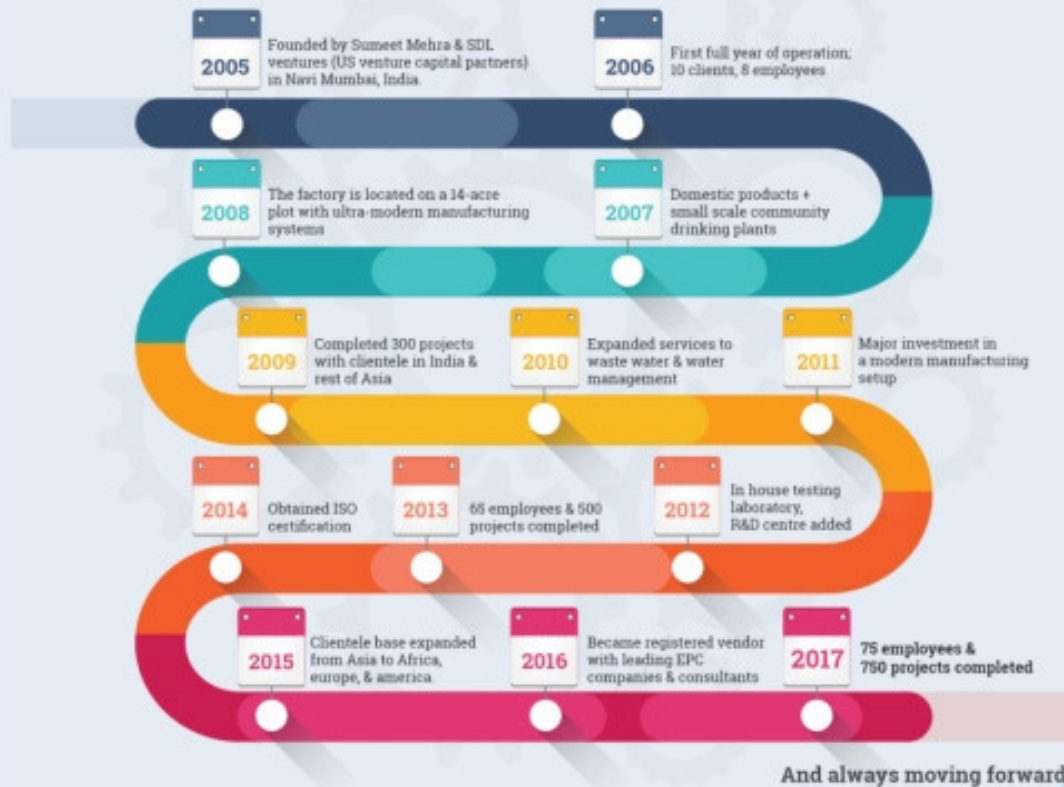 2005
Founded by Sumeet Mehra & SDL
ventures (US venture capital partners)
in Navi Mumbai, India.
2006
First full year of operation;
10 clients, 8 employees
2008
The factory is located on a 14-acre
plot with ultra-modern manufacturing
systems
2007
Domestic products +
small scale community
drinking plants
2009
Completed 300 projects
with clientele in India &
rest of Asia
2010
Expanded services to
waste water & water
management
2011
Major investment in
a modern manufacturing
setup
2014
Obtained ISO
certification
2013
65 employees & 500
projects completed
2012
In house testing
laboratory,
R&D centre added
2015
Clientele base expanded
from Asia to Africa,
europe, & america.
2016
Became registered vendor
with leading EPC
companies & consultants
2017
75 employees &
750 projects completed
And always moving forward